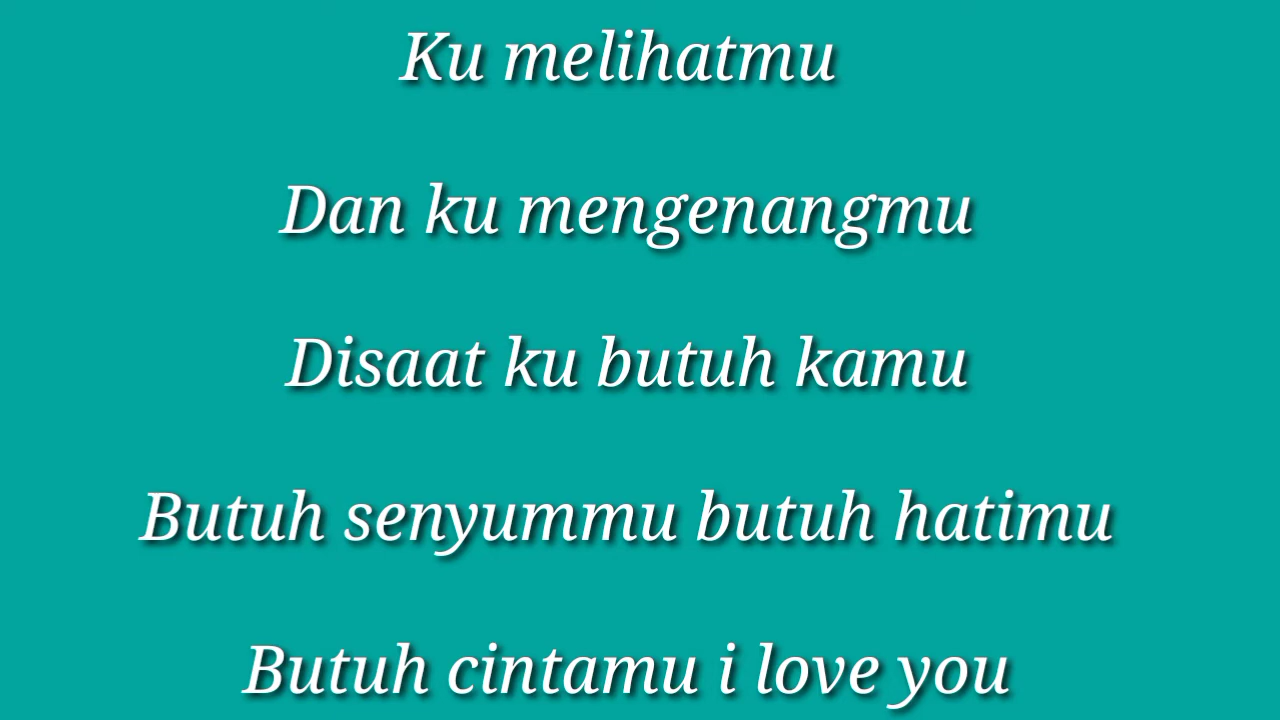 Ku melihatmu
Dan ku mengenangmu
Disaat ku butuh kamu
Butuh senyummu butuh hatimu
Butuh cintamu i love you